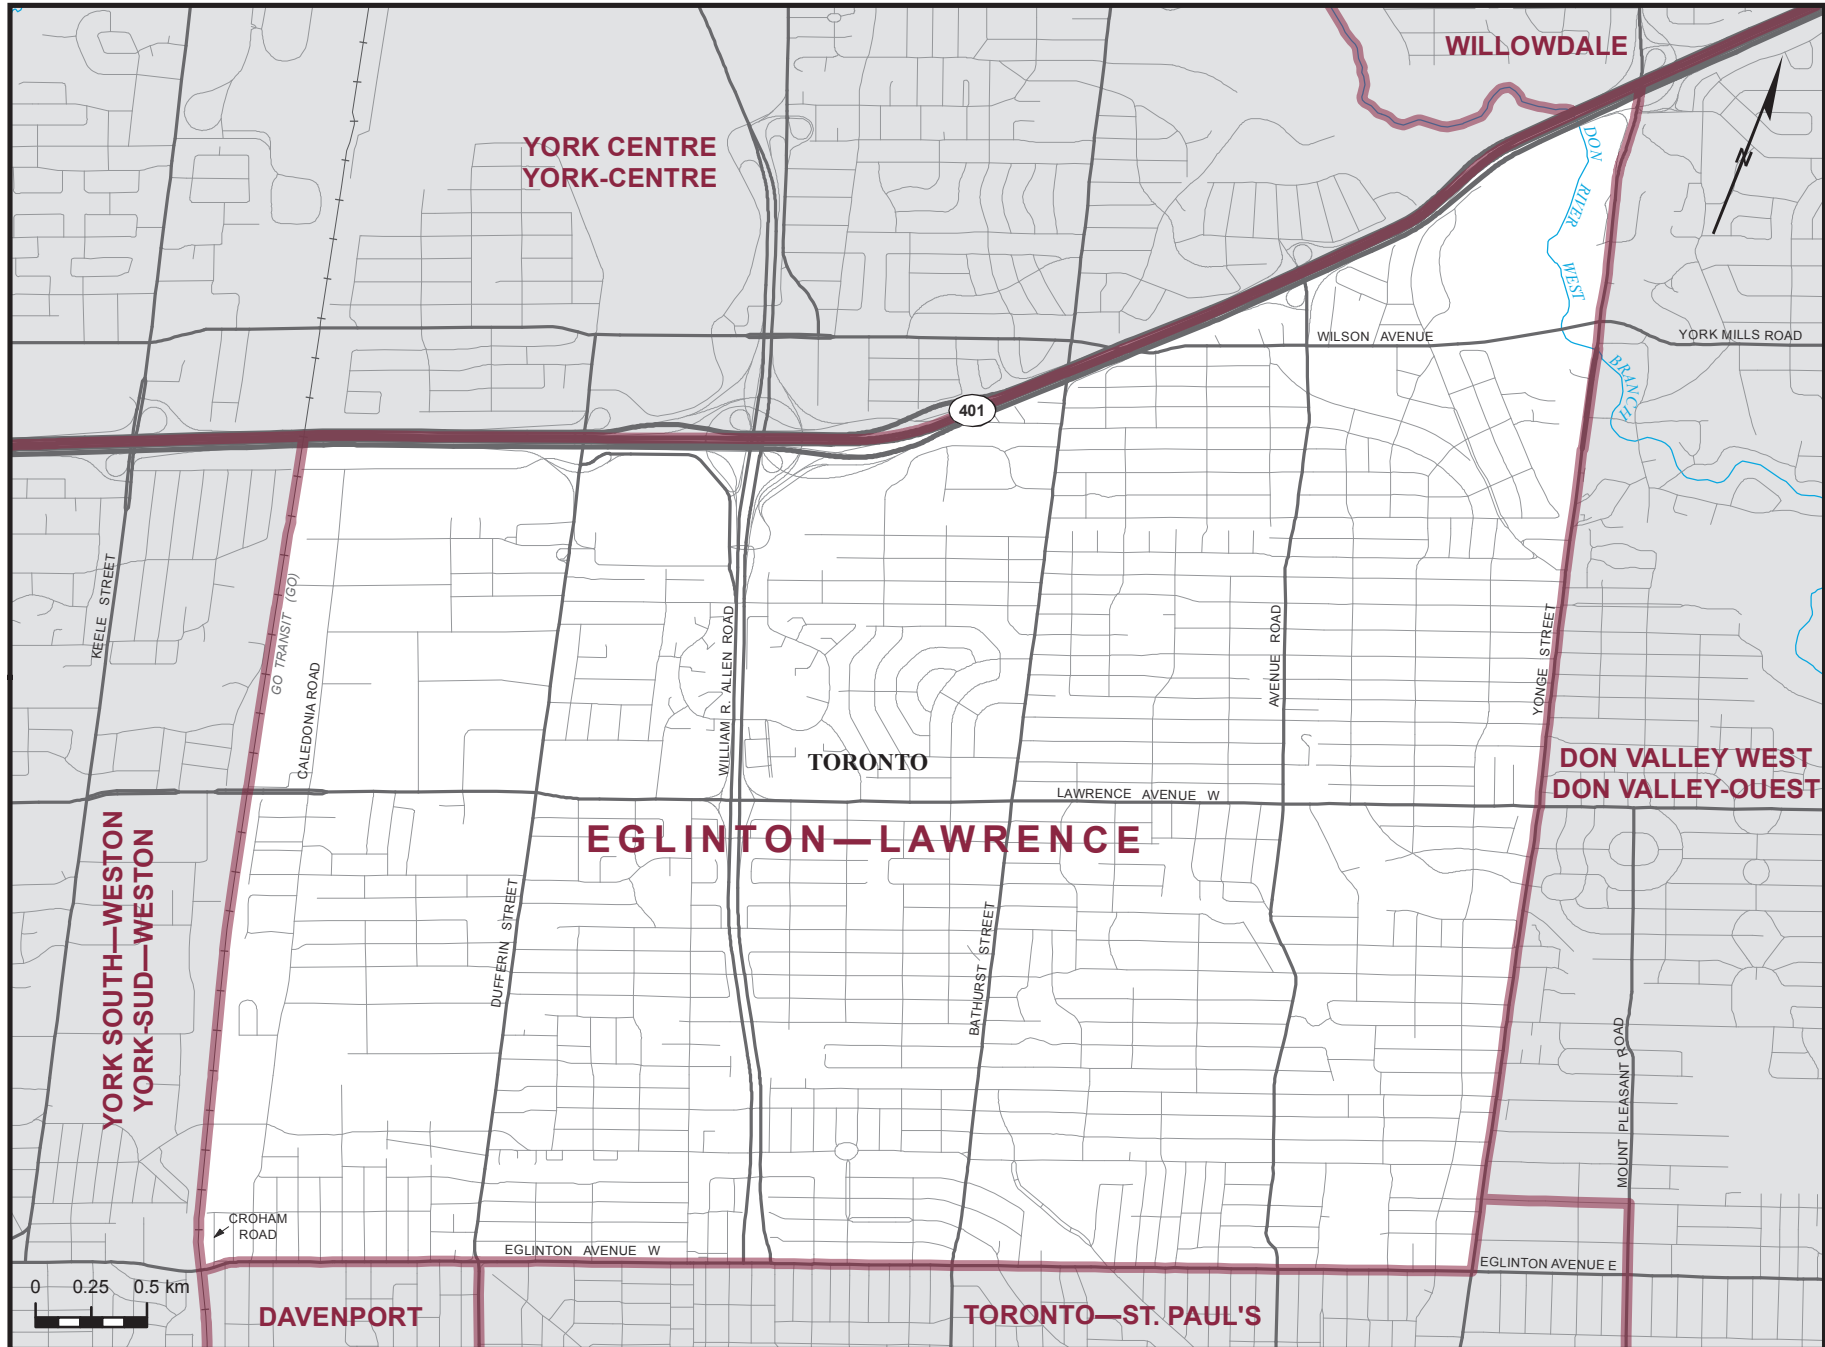 WILLOWDALE
YORK CENTRE
YORK-CENTRE
N
DON RIVER WEST BRANCH
WILSON AVENUE
YORK MILLS ROAD
401
KEELE STREET
GO TRANSIT (GO)
CALEDONIA ROAD
WILLIAM R. ALLEN ROAD
AVENUE ROAD
YONGE STREET
TORONTO
DON VALLEY WEST
DON VALLEY-OUEST
LAWRENCE AVENUE W
EGLINTON—LAWRENCE
YORK SOUTH—WESTON
YORK-SUD—WESTON
DUFFERIN STREET
BATHURST STREET
MOUNT PLEASANT ROAD
CROHAM
ROAD
EGLINTON AVENUE W
EGLINTON AVENUE E
0 0.25 0.5 km
DAVENPORT
TORONTO—ST. PAUL'S